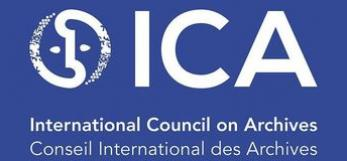 ICA
International Council on Archives
Conseil International des Archives